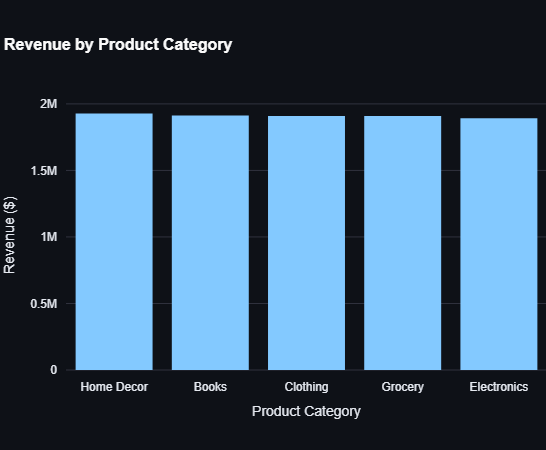 Revenue by Product Category
2M
1.5M
1M
0.5M
0
Revenue ($)
Home Decor Books Clothing Grocery Electronics
Product Category